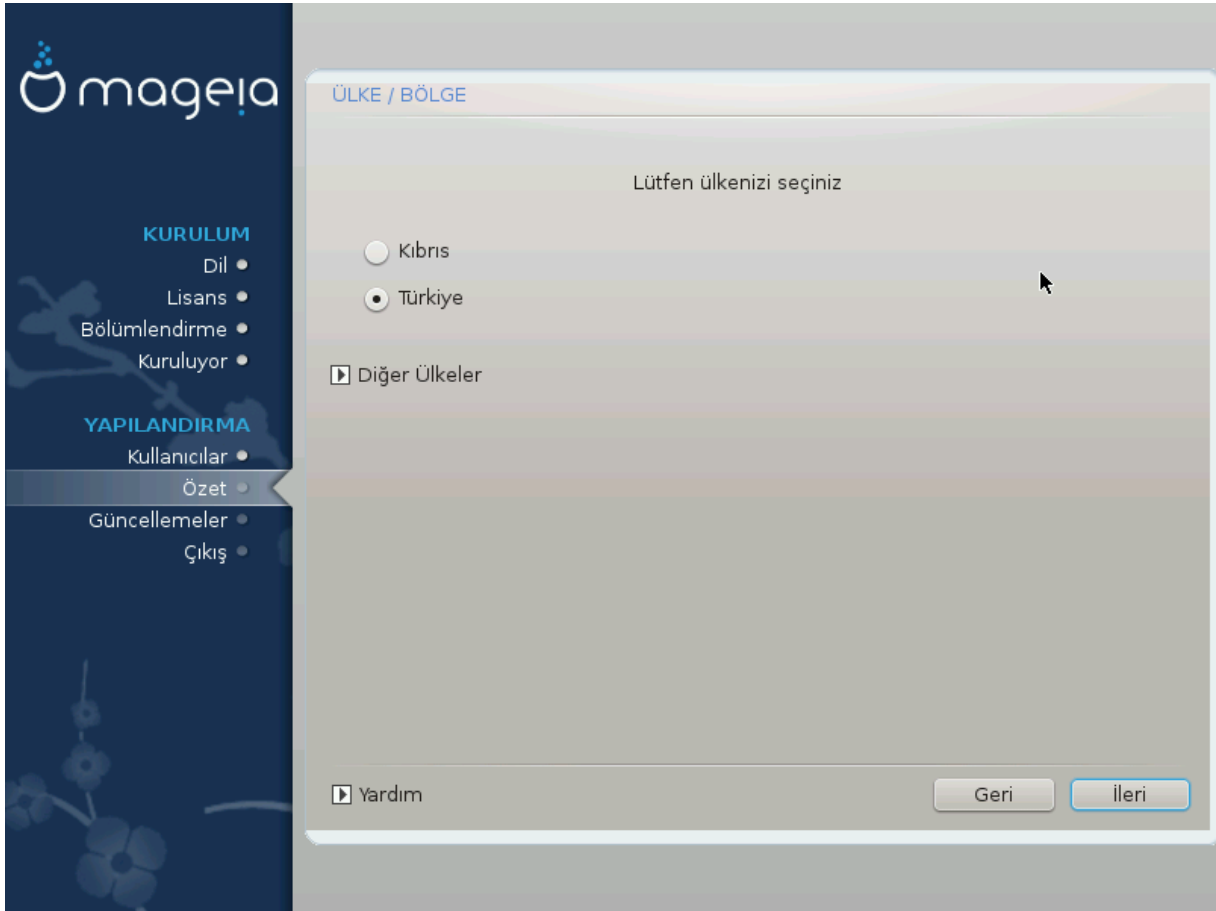 mageia
KURULUM
Dil
Lisans
Bölümlendirme
Kuruluyor
YAPILANDIRMA
Kullanıcılar
Özet
Güncellemeler
Çıkış
ÜLKE / BÖLGE
Lütfen ülkenizi seçiniz
Kıbrıs
Türkiye
Diğer Ülkeler
Yardım
Geri
İleri